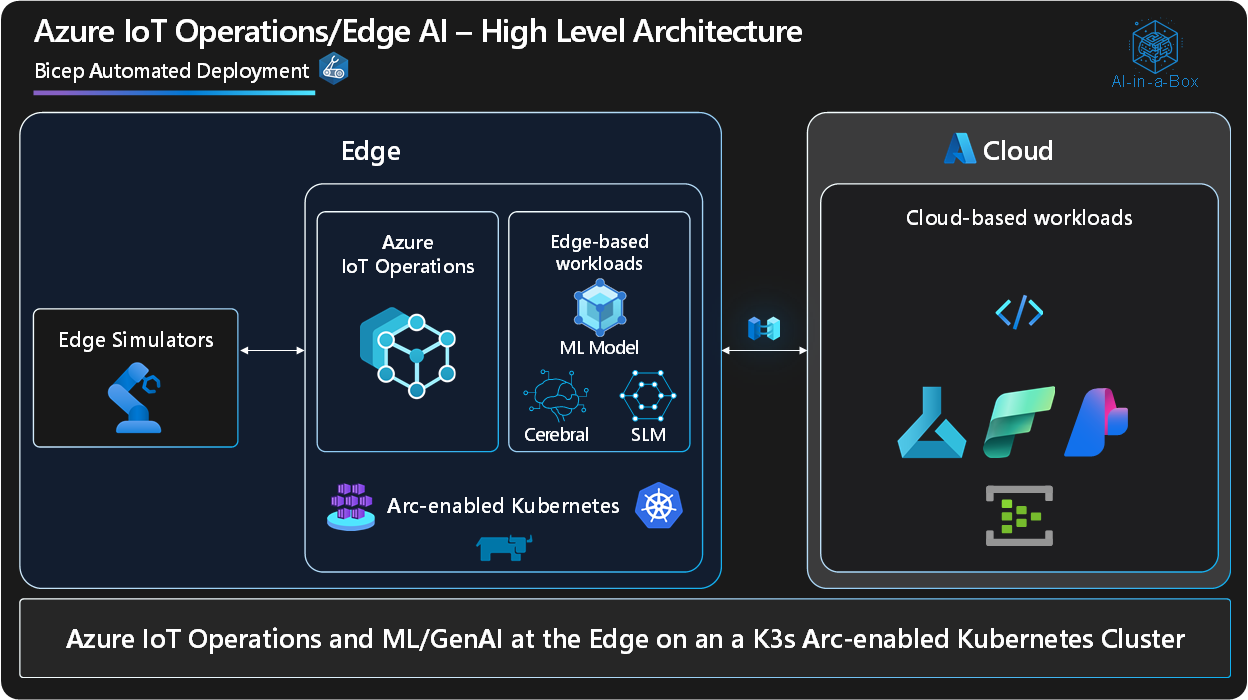 Azure IoT Operations/Edge AI – High Level Architecture
Bicep Automated Deployment
AI-in-a-Box
Edge
Cloud
Azure
IoT Operations
Edge-based
workloads
Cloud-based workloads
Edge Simulators
ML Model
Cerebral
SLM
Arc-enabled Kubernetes
Azure IoT Operations and ML/GenAI at the Edge on an a K3s Arc-enabled Kubernetes Cluster